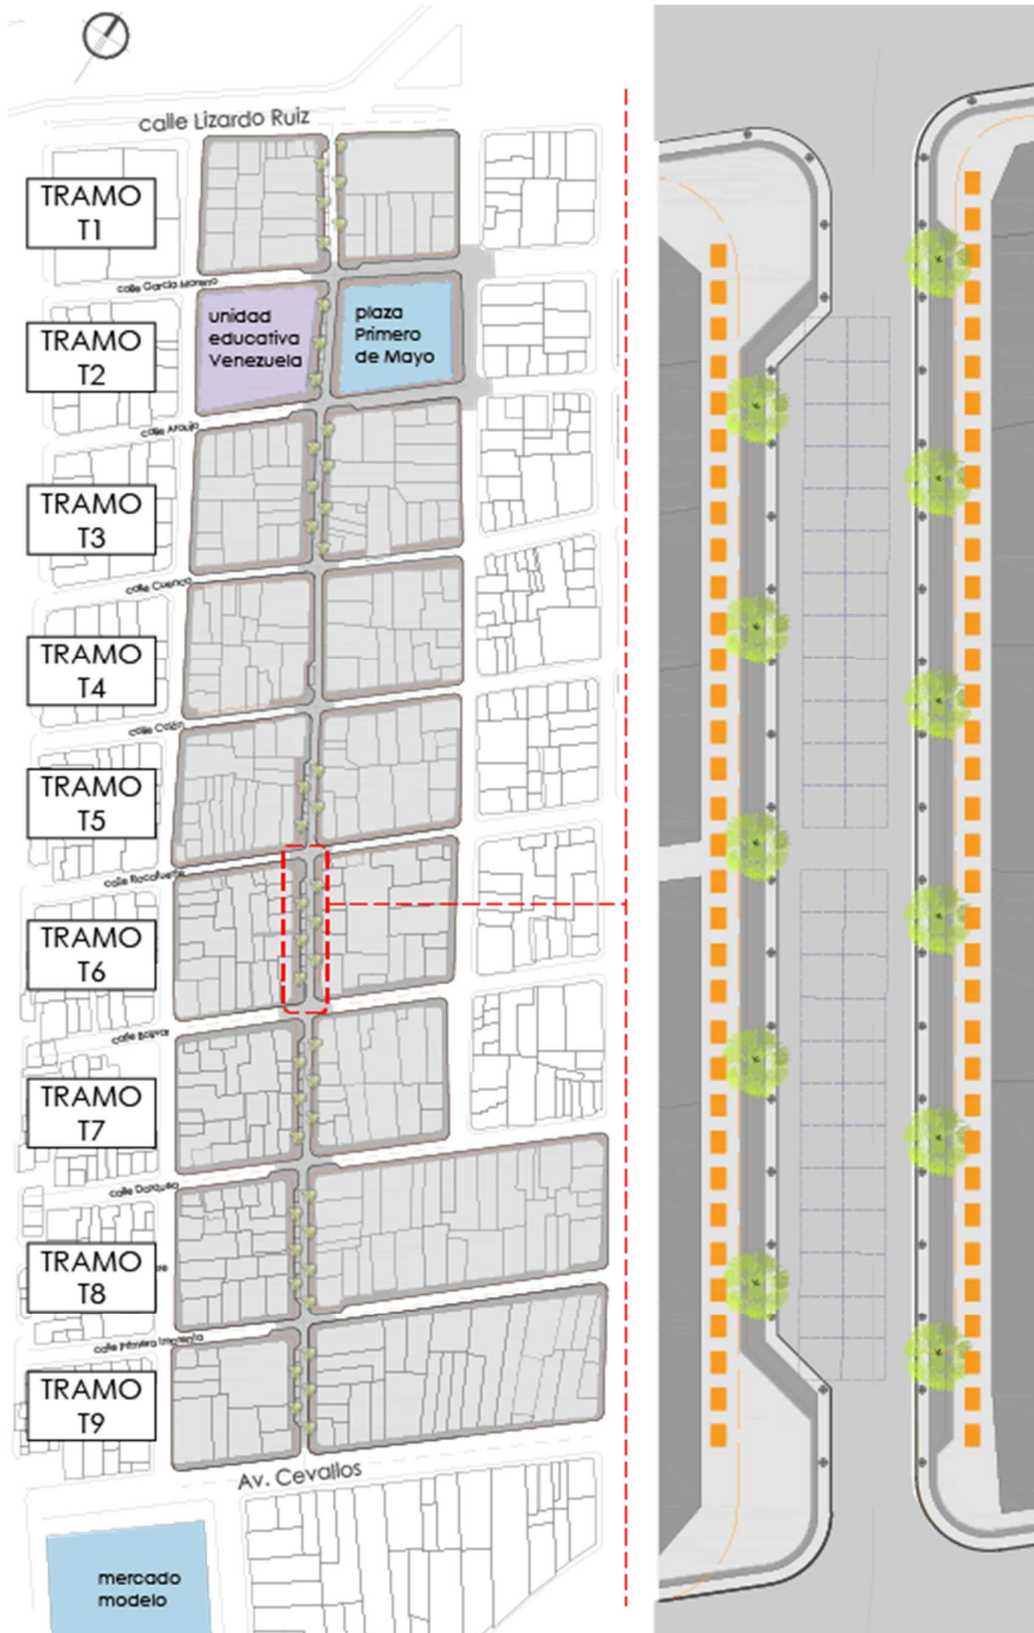 calle Lizardo Ruiz
TRAMO
T1
calle García Moreno
TRAMO
T2
unidad
educativa
Venezuela
plaza
Primero
de Mayo
calle Araujo
TRAMO
T3
calle Cuenca
TRAMO
T4
calle Colón
TRAMO
T5
calle Rocafuerte
TRAMO
T6
calle Bolívar
TRAMO
T7
calle Darquea
TRAMO
T8
calle Primera Imprenta
TRAMO
T9
Av. Cevallos
mercado
modelo